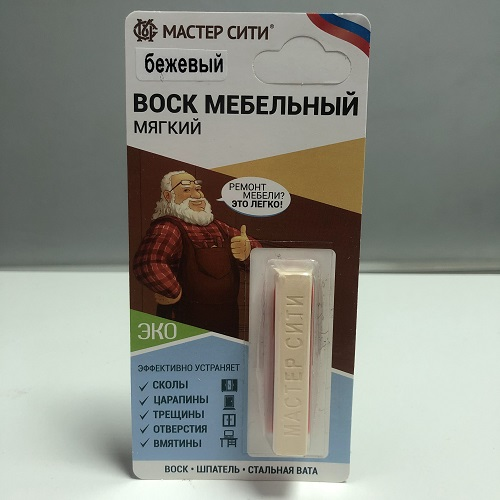 МАСТЕР СИТИ®
бежевый
ВОСК МЕБЕЛЬНЫЙ
МЯГКИЙ
РЕМОНТ
МЕБЕЛИ?
ЭТО ЛЕГКО!
ЭКО
МАСТЕР СИТИ
ЭФФЕКТИВНО УСТРАНЯЕТ
СКОЛЫ
ЦАРАПИНЫ
ТРЕЩИНЫ
ОТВЕРСТИЯ
ВМЯТИНЫ
ВОСК • ШПАТЕЛЬ • СТАЛЬНАЯ ВАТА